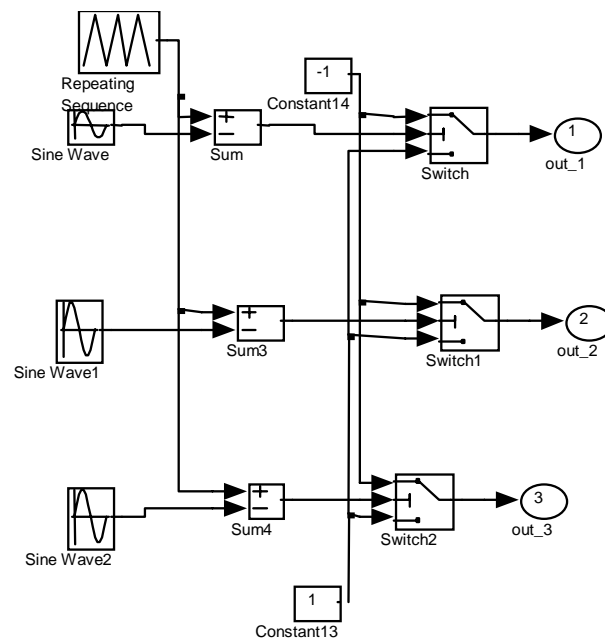 -1
1
Repeating
Sequence
Constant14
+
−
Sine Wave
Sum
Switch
out_1
+
−
2
Sine Wave1
Sum3
Switch1
out_2
+
−
3
Sine Wave2
Sum4
Switch2
out_3
1
Constant13